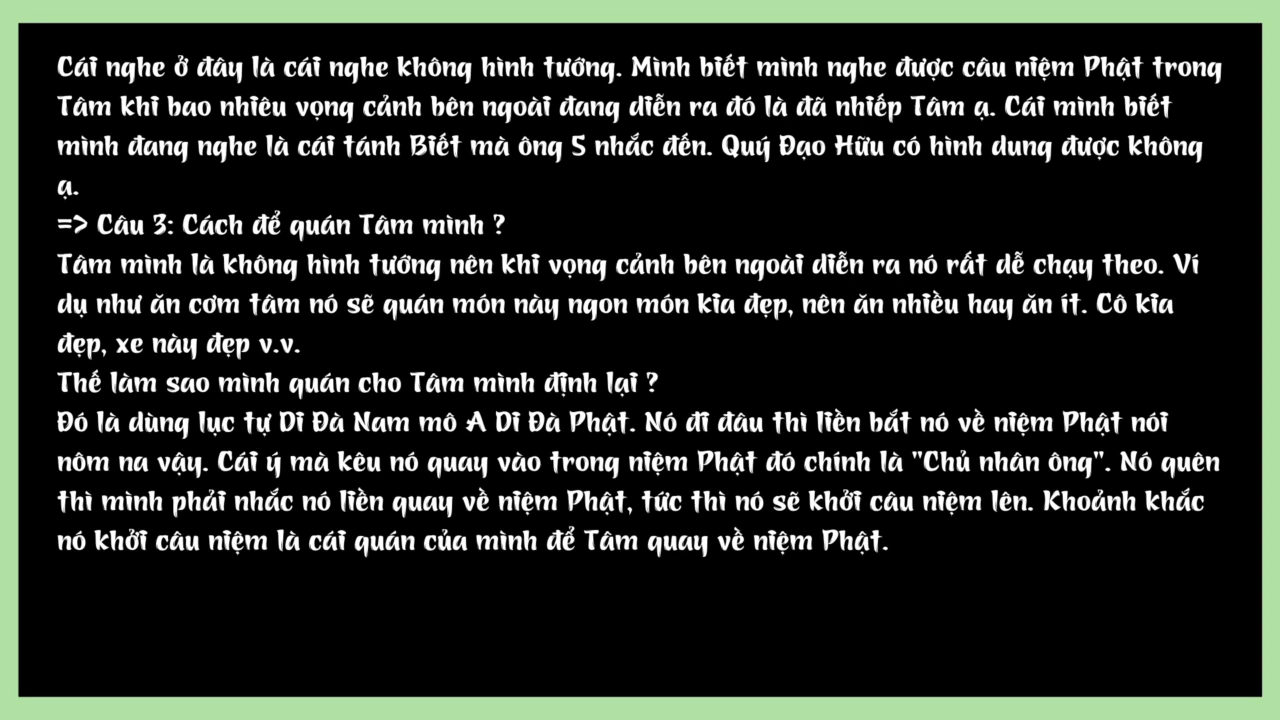 Cái nghe ở đây là cái nghe không hình tướng. Mình biết mình nghe được câu niệm Phật trong
Tâm khi bao nhiêu vọng cảnh bên ngoài đang diễn ra đó là đã nhiếp Tâm ạ. Cái mình biết
mình đang nghe là cái tánh Biết mà ông 5 nhắc đến. Quý Đạo Hữu có hình dung được không
ạ.
=> Câu 3: Cách để quán Tâm mình ?
Tâm mình là không hình tướng nên khi vọng cảnh bên ngoài diễn ra nó rất dễ chạy theo. Ví
dụ như ăn cơm tâm nó sẽ quán món này ngon món kia đẹp, nên ăn nhiều hay ăn ít. Cô kia
đẹp, xe này đẹp v.v.
Thế làm sao mình quán cho Tâm mình định lại ?
Đó là dùng lục tự Di Đà Nam mô A Di Đà Phật. Nó đi đâu thì liền bắt nó về niệm Phật nói
nôm na vậy. Cái ý mà kêu nó quay vào trong niệm Phật đó chính là "Chủ nhân ông". Nó quên
thì mình phải nhắc nó liền quay về niệm Phật, tức thì nó sẽ khởi câu niệm lên. Khoảnh khắc
nó khởi câu niệm là cái quán của mình để Tâm quay về niệm Phật.